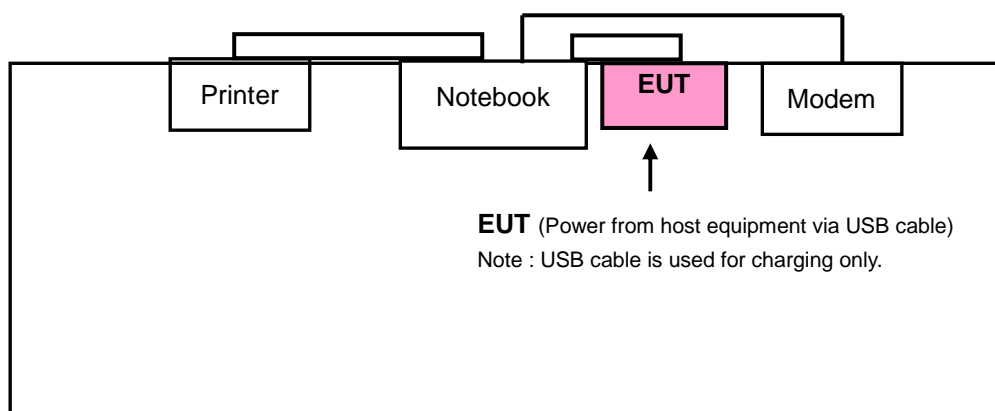 Printer
Notebook
EUT
Modem
EUT (Power from host equipment via USB cable)
Note : USB cable is used for charging only.